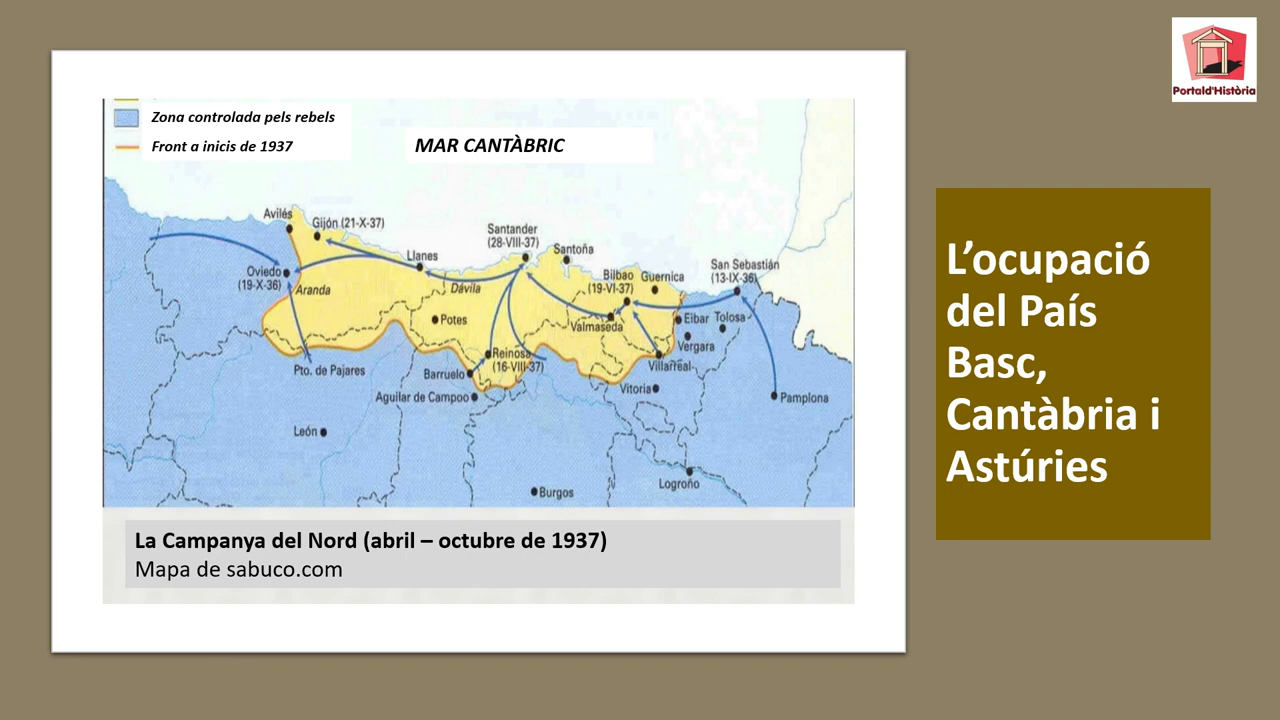 Portald'Història
Zona controlada pels rebels
Front a inicis de 1937
MAR CANTÀBRIC
Avilés
Gijón (21-X-37)
Santander
(28-VIII-37)
Santoña
Llanes
Oviedo
(19-X-36)
Aranda
Dávila
Bilbao
(19-VI-37)
Guernica
San Sebastián
(13-IX-36)
Potes
Valmaseda
Eibar
Tolosa
Vergara
Reinosa
(16-VIII-37)
Villarreal
Pto. de Pajares
Barruelo
Vitoria
Aguilar de Campoo
Pamplona
León
Logroño
Burgos
La Campanya del Nord (abril – octubre de 1937)
Mapa de sabuco.com
L’ocupació
del País
Basc,
Cantàbria i
Astúries